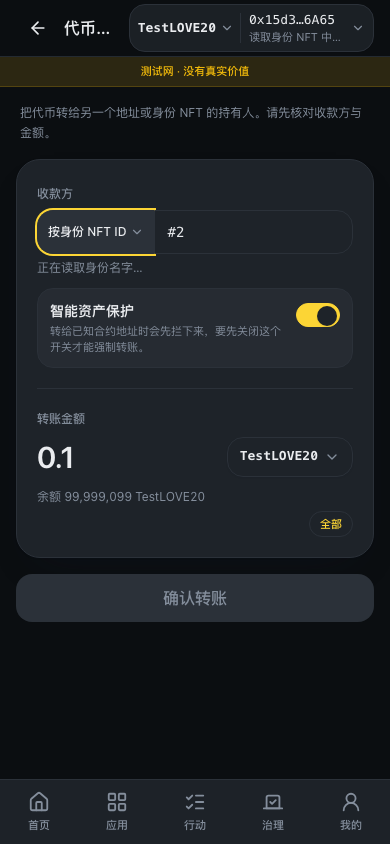 代币...
TestLOVE20
0x15d3…6A65
读取身份 NFT 中...
测试网 · 没有真实价值
把代币转给另一个地址或身份 NFT 的持有人。请先核对收款方与
金额。
收款方
按身份 NFT ID
#2
正在读取身份名字...
智能资产保护
转给已知合约地址时会先拦下来，要先关闭这个
开关才能强制转账。
转账金额
0.1
TestLOVE20
余额 99,999,099 TestLOVE20
全部
确认转账
首页
应用
行动
治理
我的